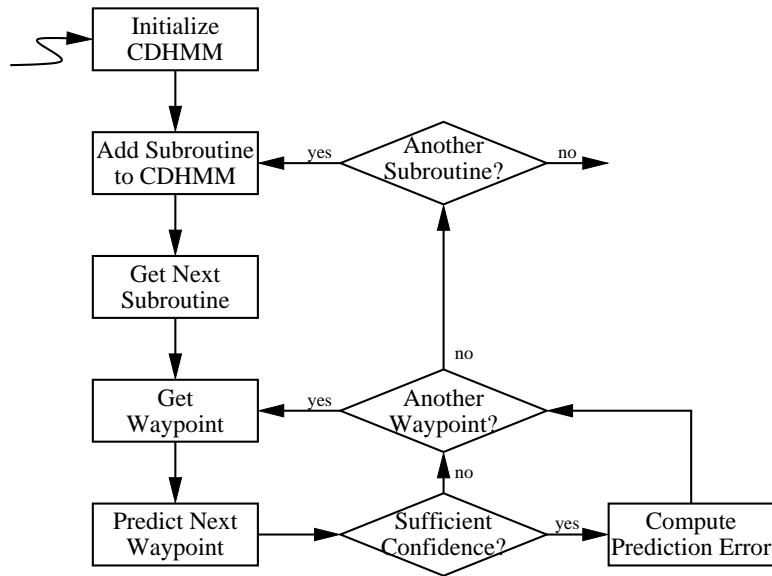 Initialize
CDHMM
Add Subroutine
to CDHMM
yes
Another
Subroutine?
no
Get Next
Subroutine
no
Get
Waypoint
yes
Another
Waypoint?
no
Predict Next
Waypoint
Sufficient
Confidence?
yes
Compute
Prediction Error